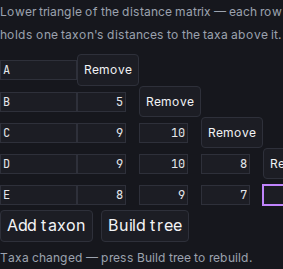 Lower triangle of the distance matrix — each row
holds one taxon's distances to the taxa above it.
A Remove
B 5 Remove
C 9 10 Remove
D 9 10 8 Re
E 8 9 7
Add taxon Build tree
Taxa changed — press Build tree to rebuild.